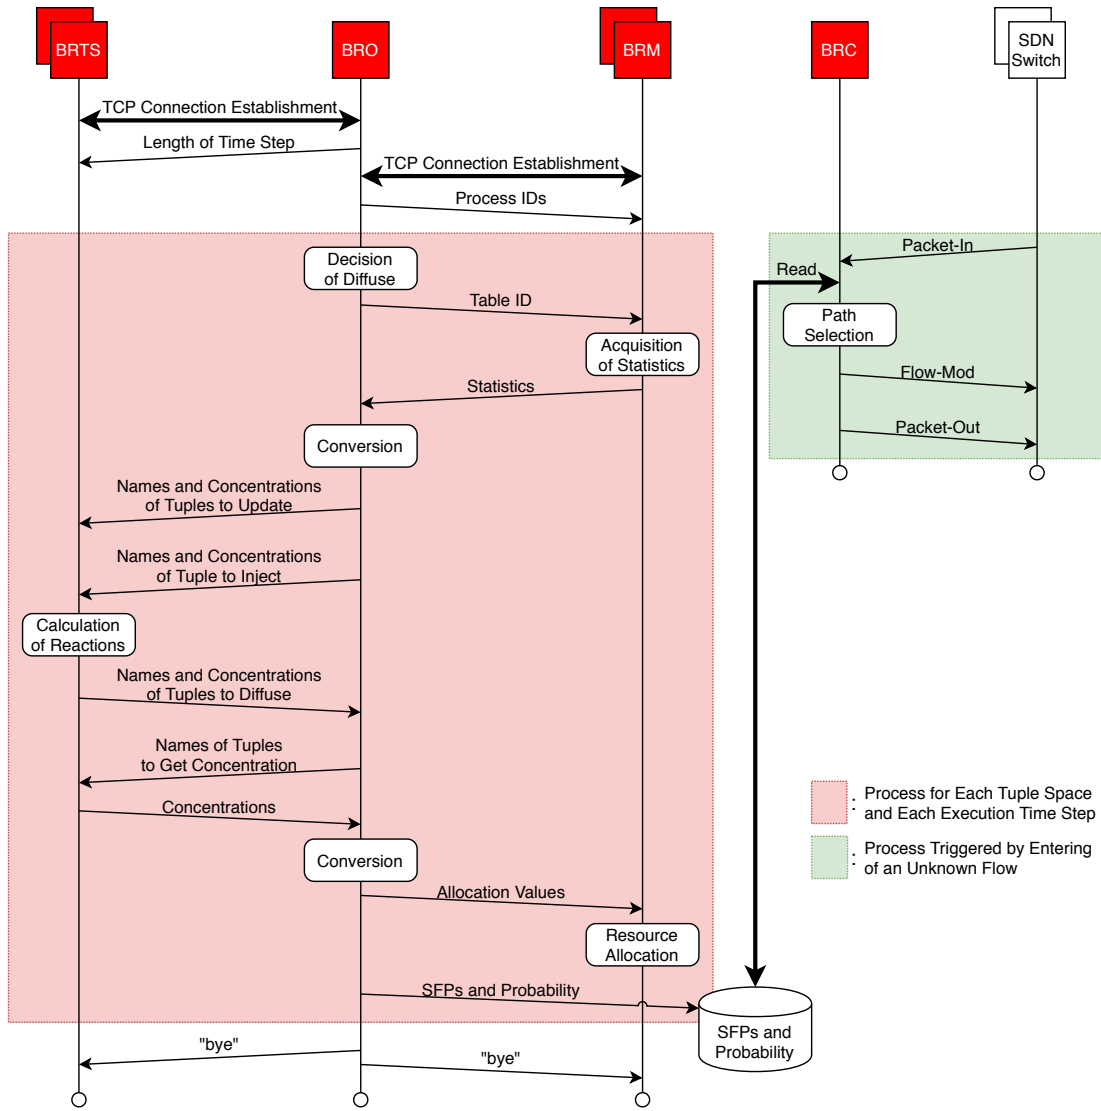 BRTS
BRO
BRM
BRC
SDN
Switch
TCP Connection Establishment
Length of Time Step
TCP Connection Establishment
Process IDs
Decision
of Diffuse
Table ID
Acquisition
of Statistics
Statistics
Conversion
Names and Concentrations
of Tuples to Update
Names and Concentrations
of Tuple to Inject
Calculation
of Reactions
Names and Concentrations
of Tuples to Diffuse
Names of Tuples
to Get Concentration
Concentrations
Conversion
Allocation Values
Resource
Allocation
SFPs and Probability
SFPs and
Probability
"bye"
"bye"
Packet-In
Read
Path
Selection
Flow-Mod
Packet-Out
: Process for Each Tuple Space
and Each Execution Time Step
: Process Triggered by Entering
of an Unknown Flow